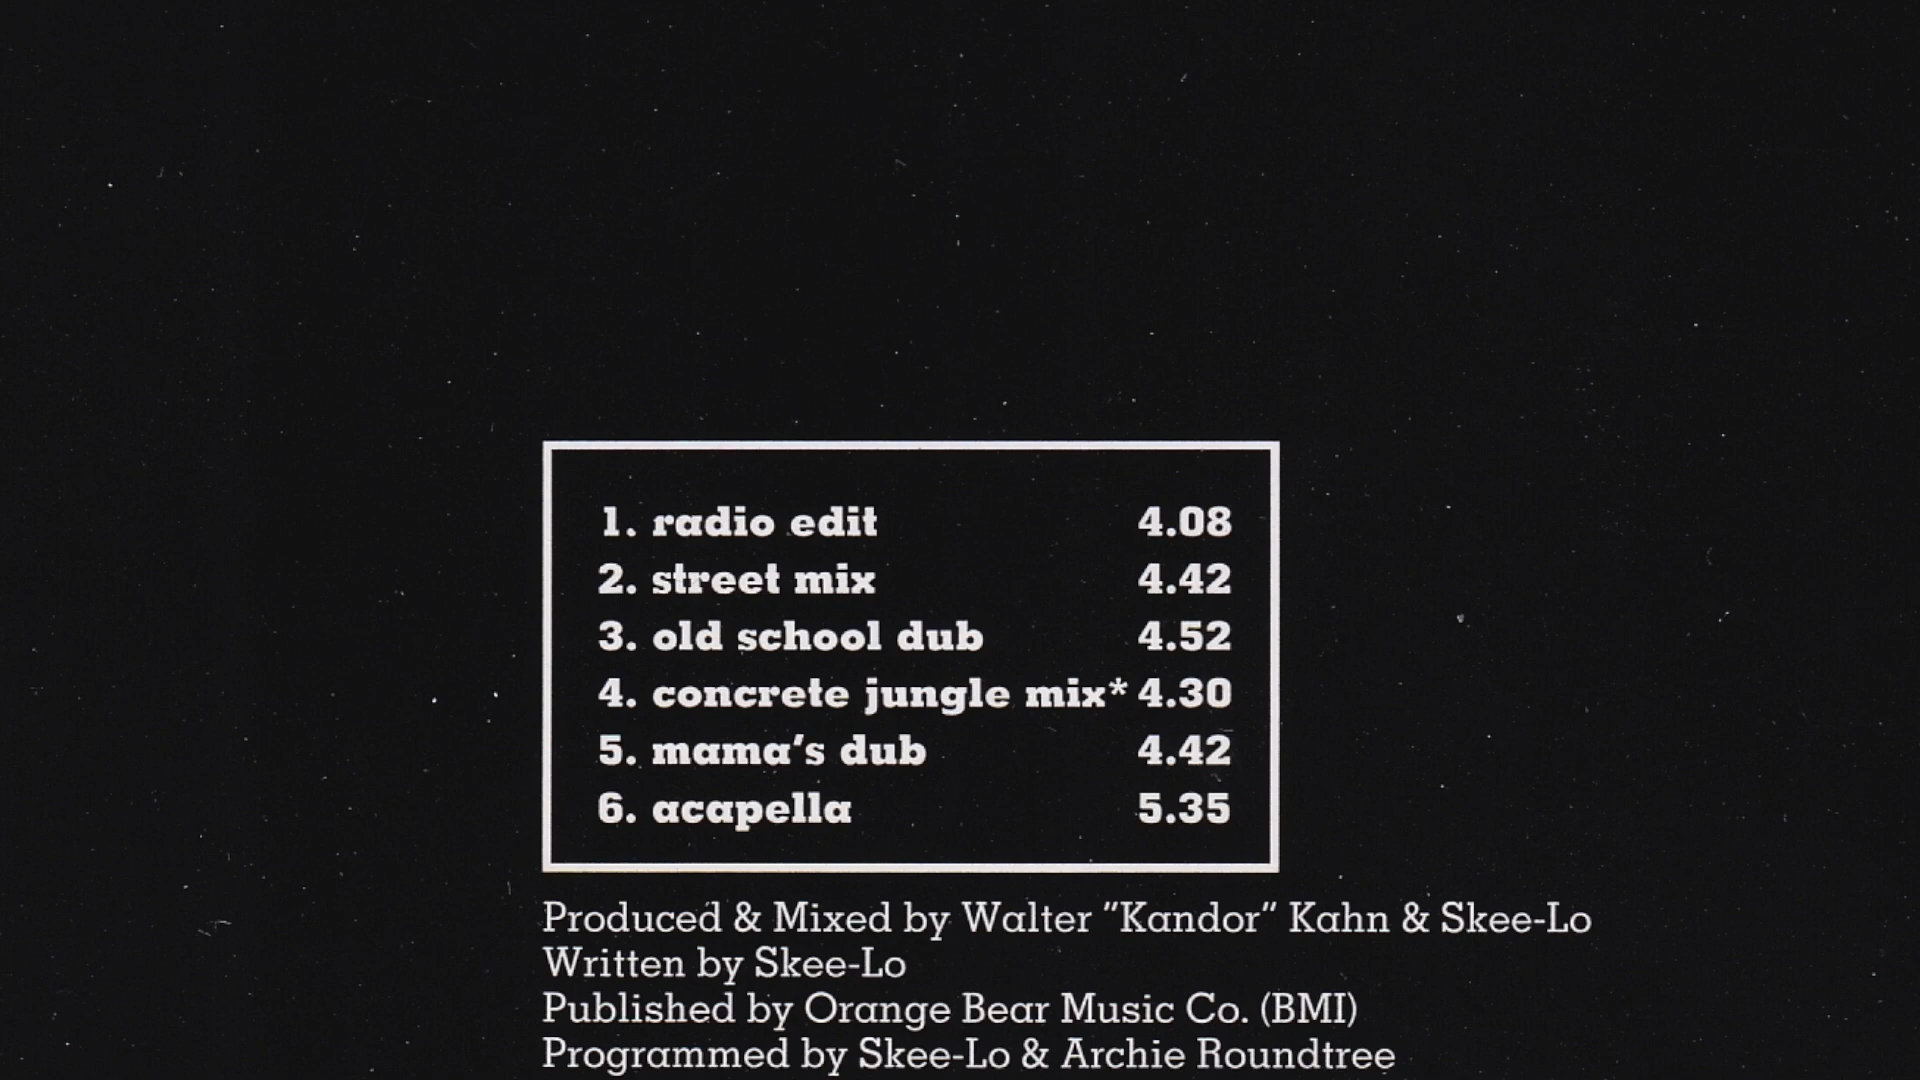 1. radio edit 4.08
2. street mix 4.42
3. old school dub 4.52
4. concrete jungle mix* 4.30
5. mama's dub 4.42
6. acapella 5.35
Produced & Mixed by Walter "Kandor" Kahn & Skee-Lo
Written by Skee-Lo
Published by Orange Bear Music Co. (BMI)
Programmed by Skee-Lo & Archie Roundtree